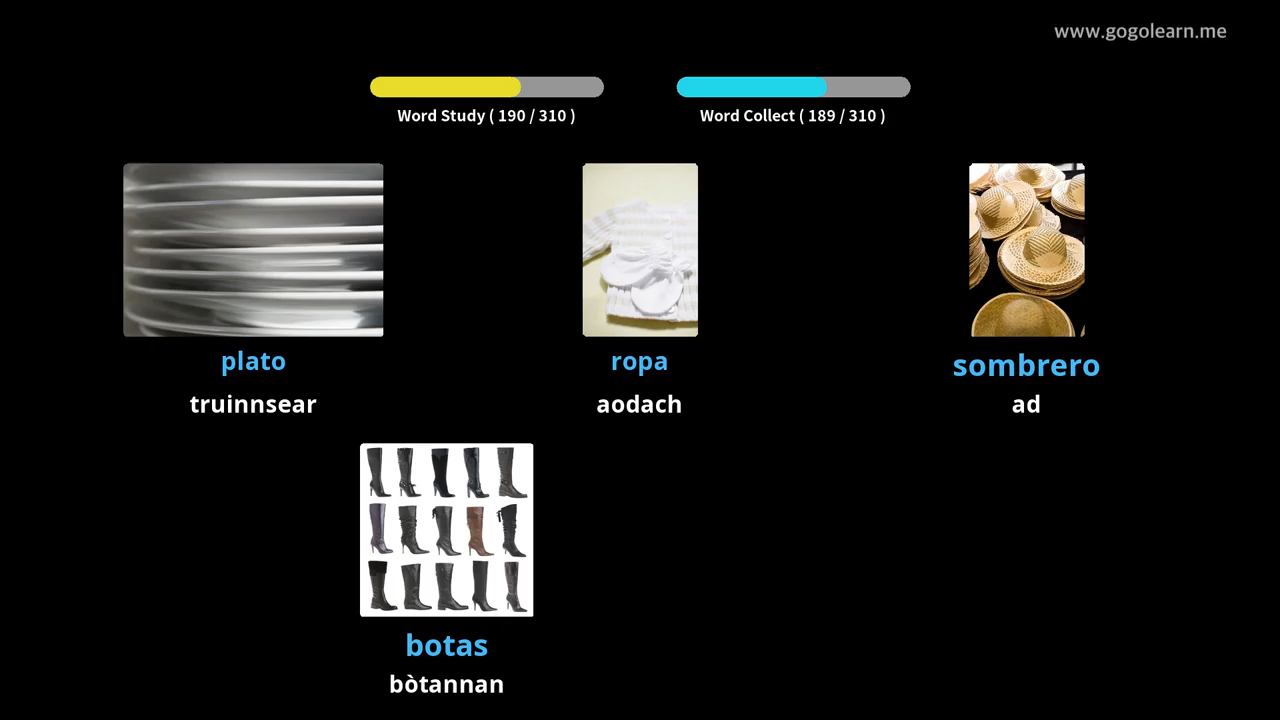 www.gogolearn.me
Word Study ( 190 / 310 )
Word Collect ( 189 / 310 )
plato
truinnsear
ropa
aodach
sombrero
ad
botas
bòtannan